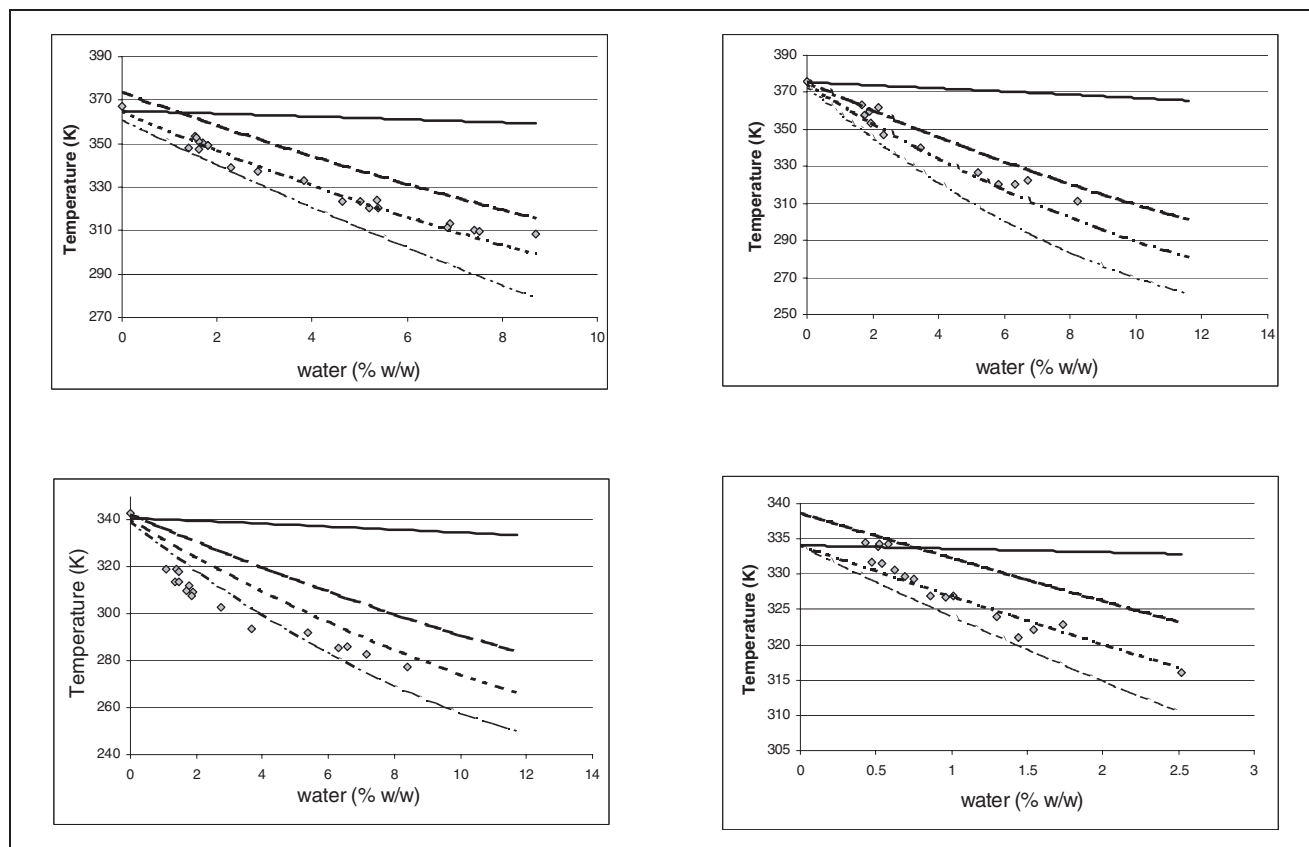 390
370
350
330
310
290
270
Temperature (K)
0 2 4 6 8 10
water (% w/w)
390
370
350
330
310
290
270
250
Temperature (K)
0 2 4 6 8 10 12 14
water (% w/w)
340
320
300
280
260
240
Temperature (K)
0 2 4 6 8 10 12 14
water (% w/w)
340
335
330
325
320
315
310
305
Temperature (K)
0 0.5 1 1.5 2 2.5 3
water (% w/w)